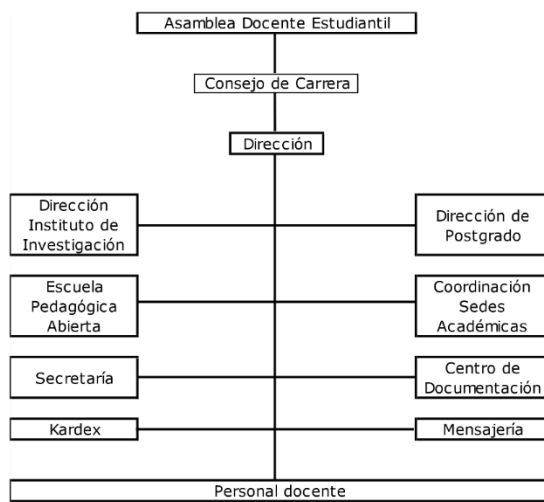 Asamblea Docente Estudiantil
Consejo de Carrera
Dirección
Dirección
Instituto de
Investigación
Dirección de
Postgrado
Escuela
Pedagógica
Abierta
Coordinación
Sedes
Académicas
Secretaría
Centro de
Documentación
Kardex
Mensajería
Personal docente